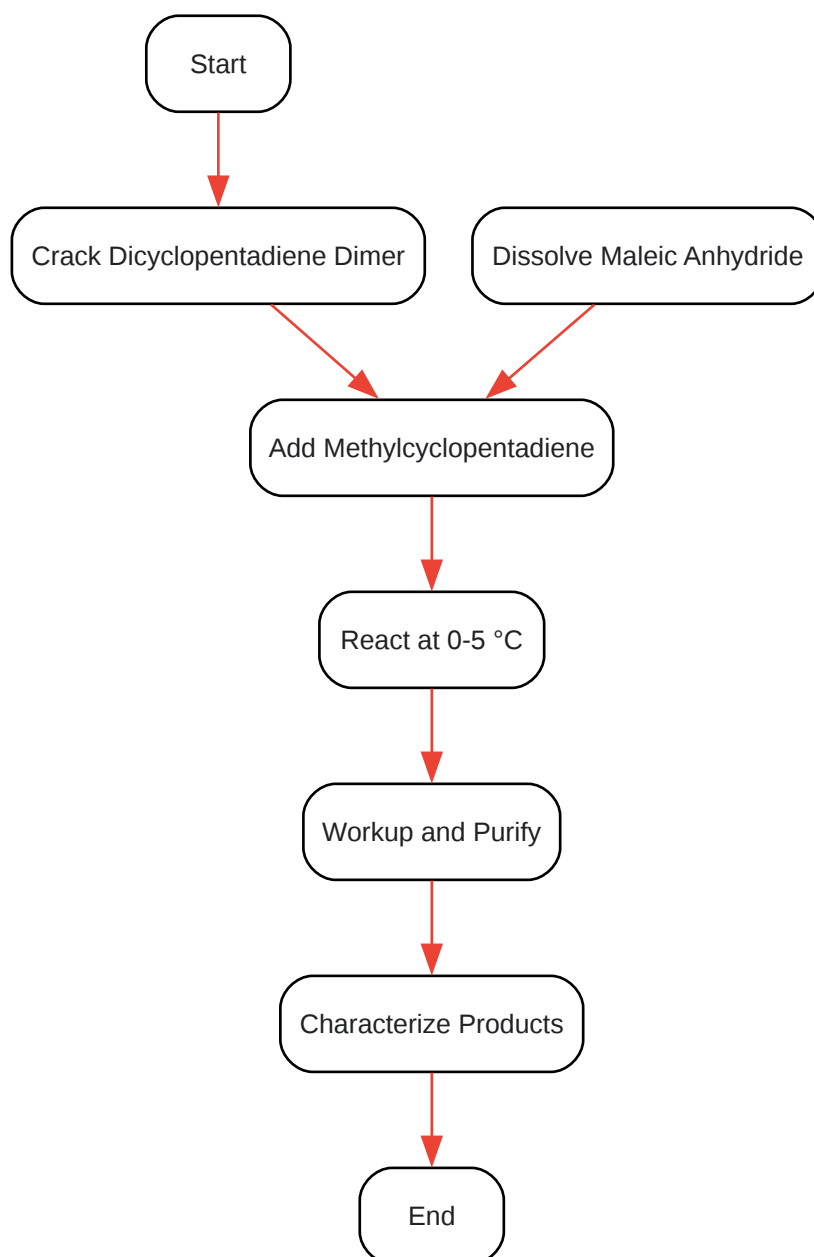 Start
Crack Dicyclopentadiene Dimer
Dissolve Maleic Anhydride
Add Methylcyclopentadiene
React at 0-5 °C
Workup and Purify
Characterize Products
End